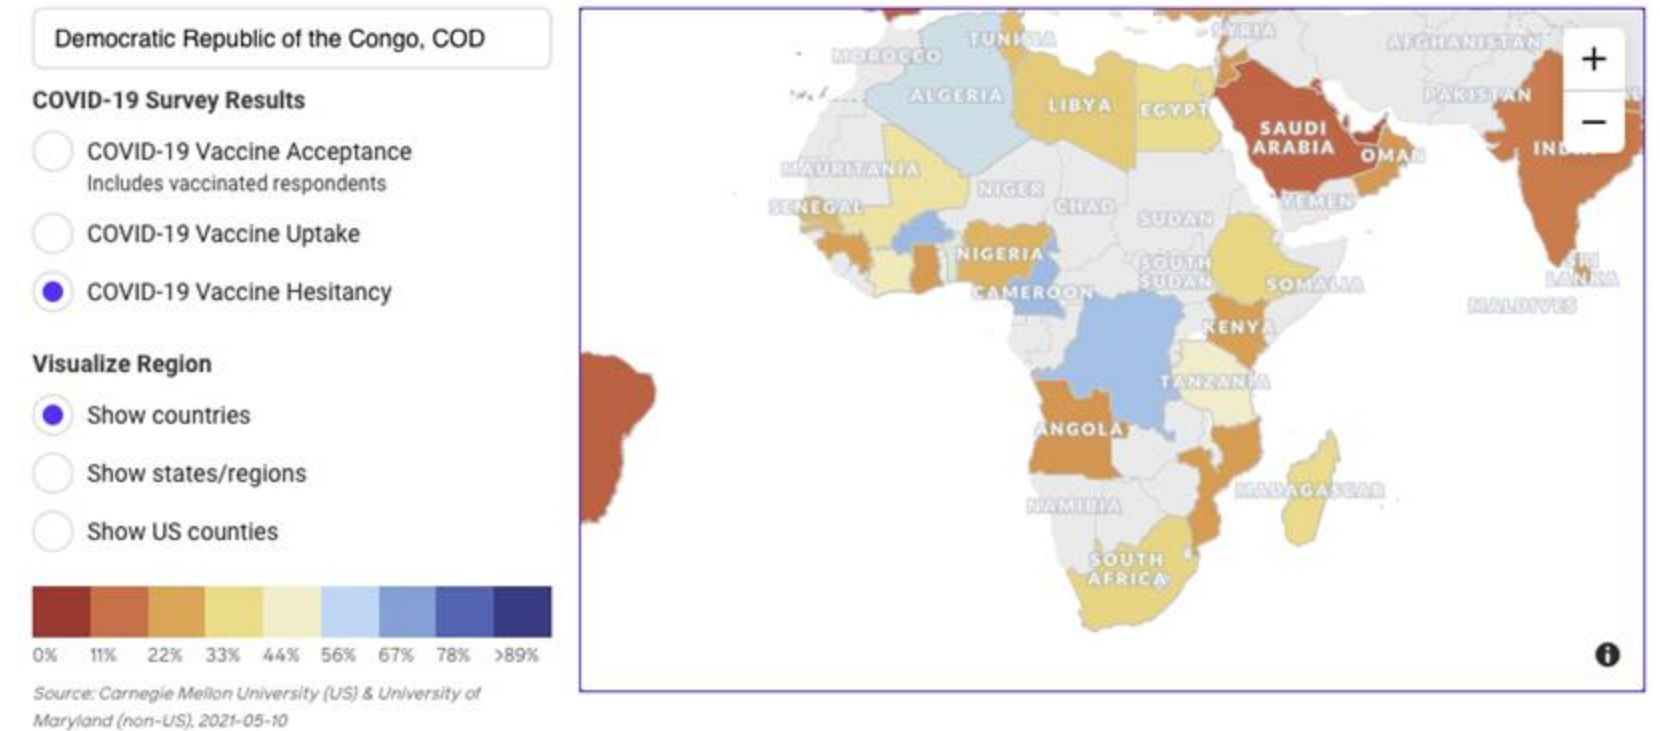 Democratic Republic of the Congo, COD
COVID-19 Survey Results
COVID-19 Vaccine Acceptance
Includes vaccinated respondents
COVID-19 Vaccine Uptake
COVID-19 Vaccine Hesitancy
Visualize Region
Show countries
Show states/regions
Show US counties
0% 11% 22% 33% 44% 56% 67% 78% >89%
Source: Carnegie Mellon University (US) & University of
Maryland (non-US), 2021-05-10
SYRIA
TUNISIA
AFGHANISTAN
MOROCCO
+
ALGERIA
LIBYA
EGYPT
PAKISTAN
−
SAUDI
ARABIA
OMAN
MAURITANIA
NIGER
CHAD
SUDAN
YEMEN
SENEGAL
NIGERIA
SOUTH
SUDAN
SOMALIA
SRI
LANKA
CAMEROON
MALDIVES
KENYA
TANZANIA
ANGOLA
MADAGASCAR
NAMIBIA
SOUTH
AFRICA
i